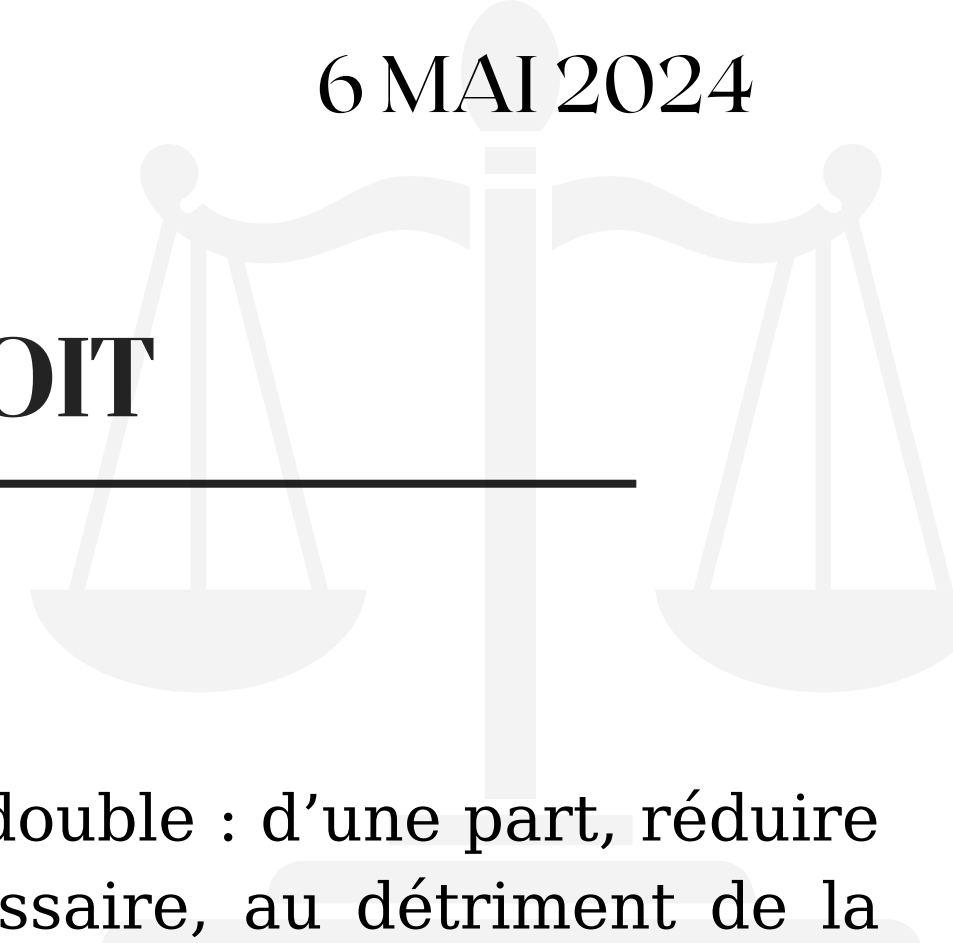 6 MAI 2024
OIT
double : d’une part, réduire
ssaire, au détriment de la